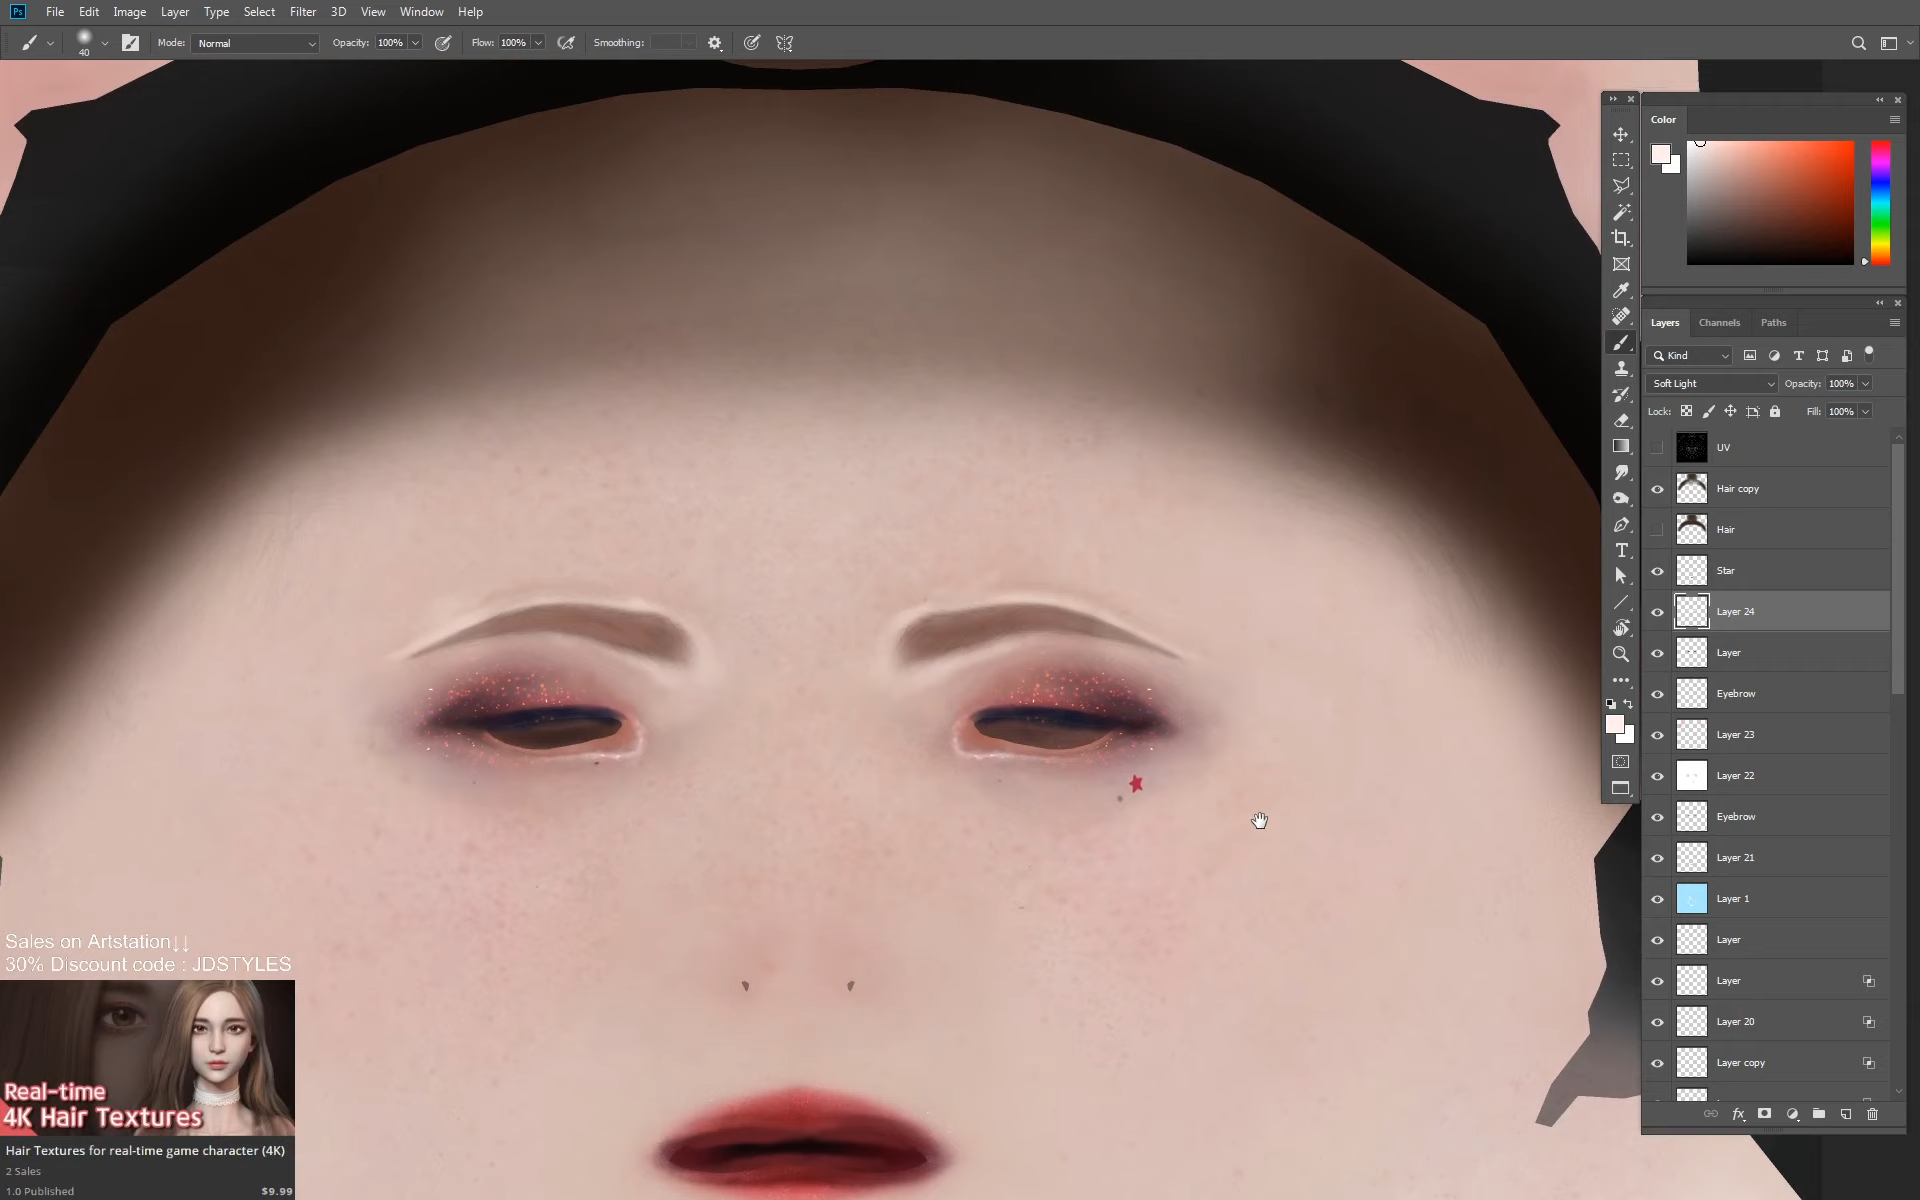 Ps File Edit Image Layer Type Select Filter 3D View Window Help
40 Mode: Normal Opacity: 100% Flow: 100% Smoothing:
Color
Layers Channels Paths
Kind
Soft Light Opacity: 100%
Lock: Fill: 100%
UV
Hair copy
Hair
Star
Layer 24
Layer
Eyebrow
Layer 23
Layer 22
Eyebrow
Layer 21
Layer 1
Layer
Layer
Layer 20
Layer copy
fx
Sales on Artstation↓↓
30% Discount code : JDSTYLES
Real-time
4K Hair Textures
Hair Textures for real-time game character (4K)
2 Sales
1.0 Published $9.99